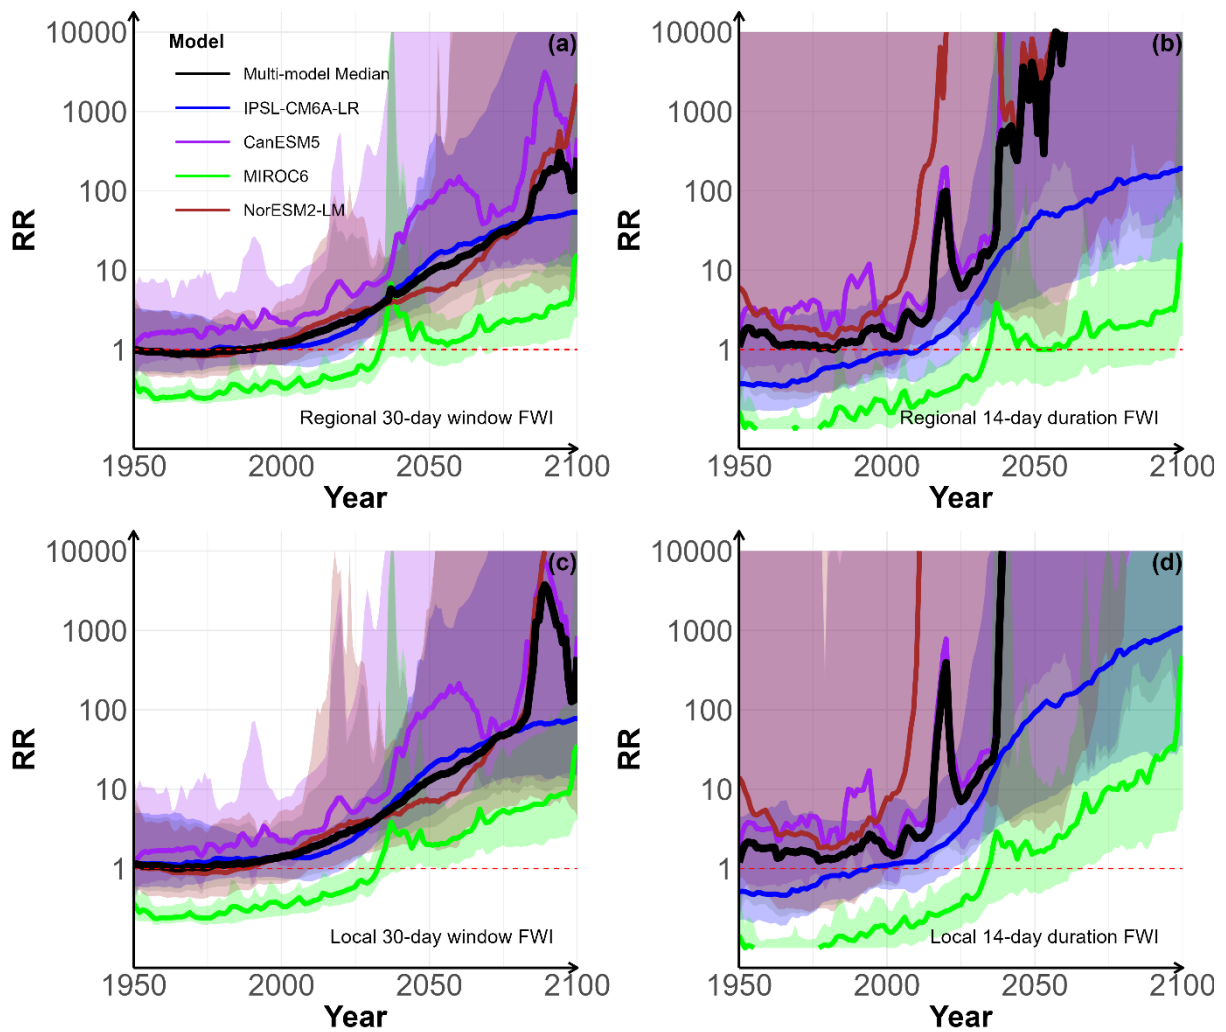 10000
1000
100
10
1
RR
Model
Multi-model Median
IPSL-CM6A-LR
CanESM5
MIROC6
NorESM2-LM
(a)
Regional 30-day window FWI
1950 2000 2050 2100
Year
10000
1000
100
10
1
RR
(b)
Regional 14-day duration FWI
1950 2000 2050 2100
Year
10000
1000
100
10
1
RR
(c)
Local 30-day window FWI
1950 2000 2050 2100
Year
10000
1000
100
10
1
RR
(d)
Local 14-day duration FWI
1950 2000 2050 2100
Year